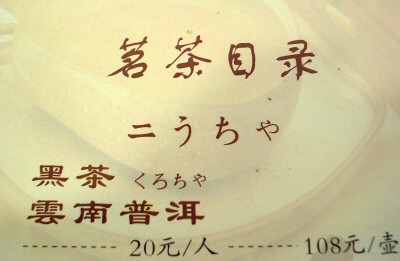 茗茶目录
ニうちゃ
黑茶 くろちゃ
雲南普洱
20元/人 108元/壺